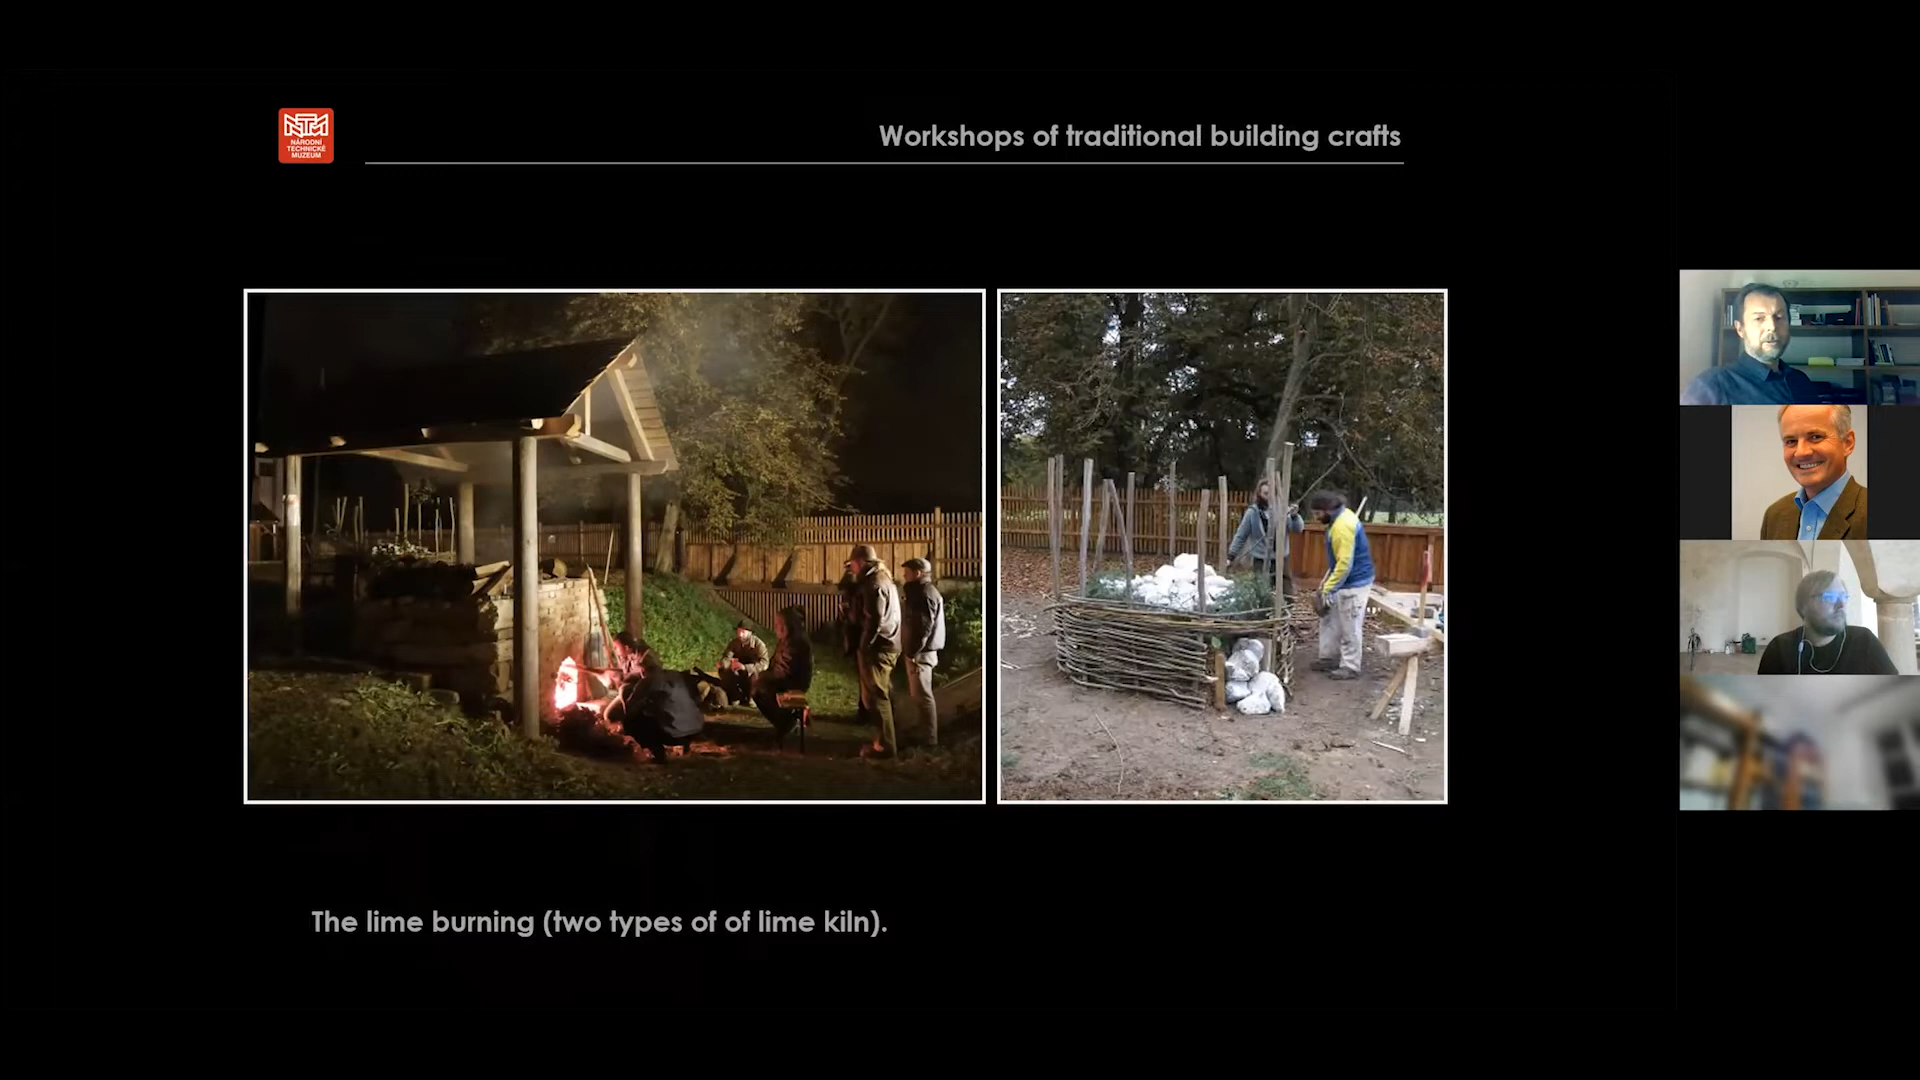 NTM
NÁRODNÍ
TECHNICKÉ
MUZEUM
Workshops of traditional building crafts
The lime burning (two types of of lime kiln).